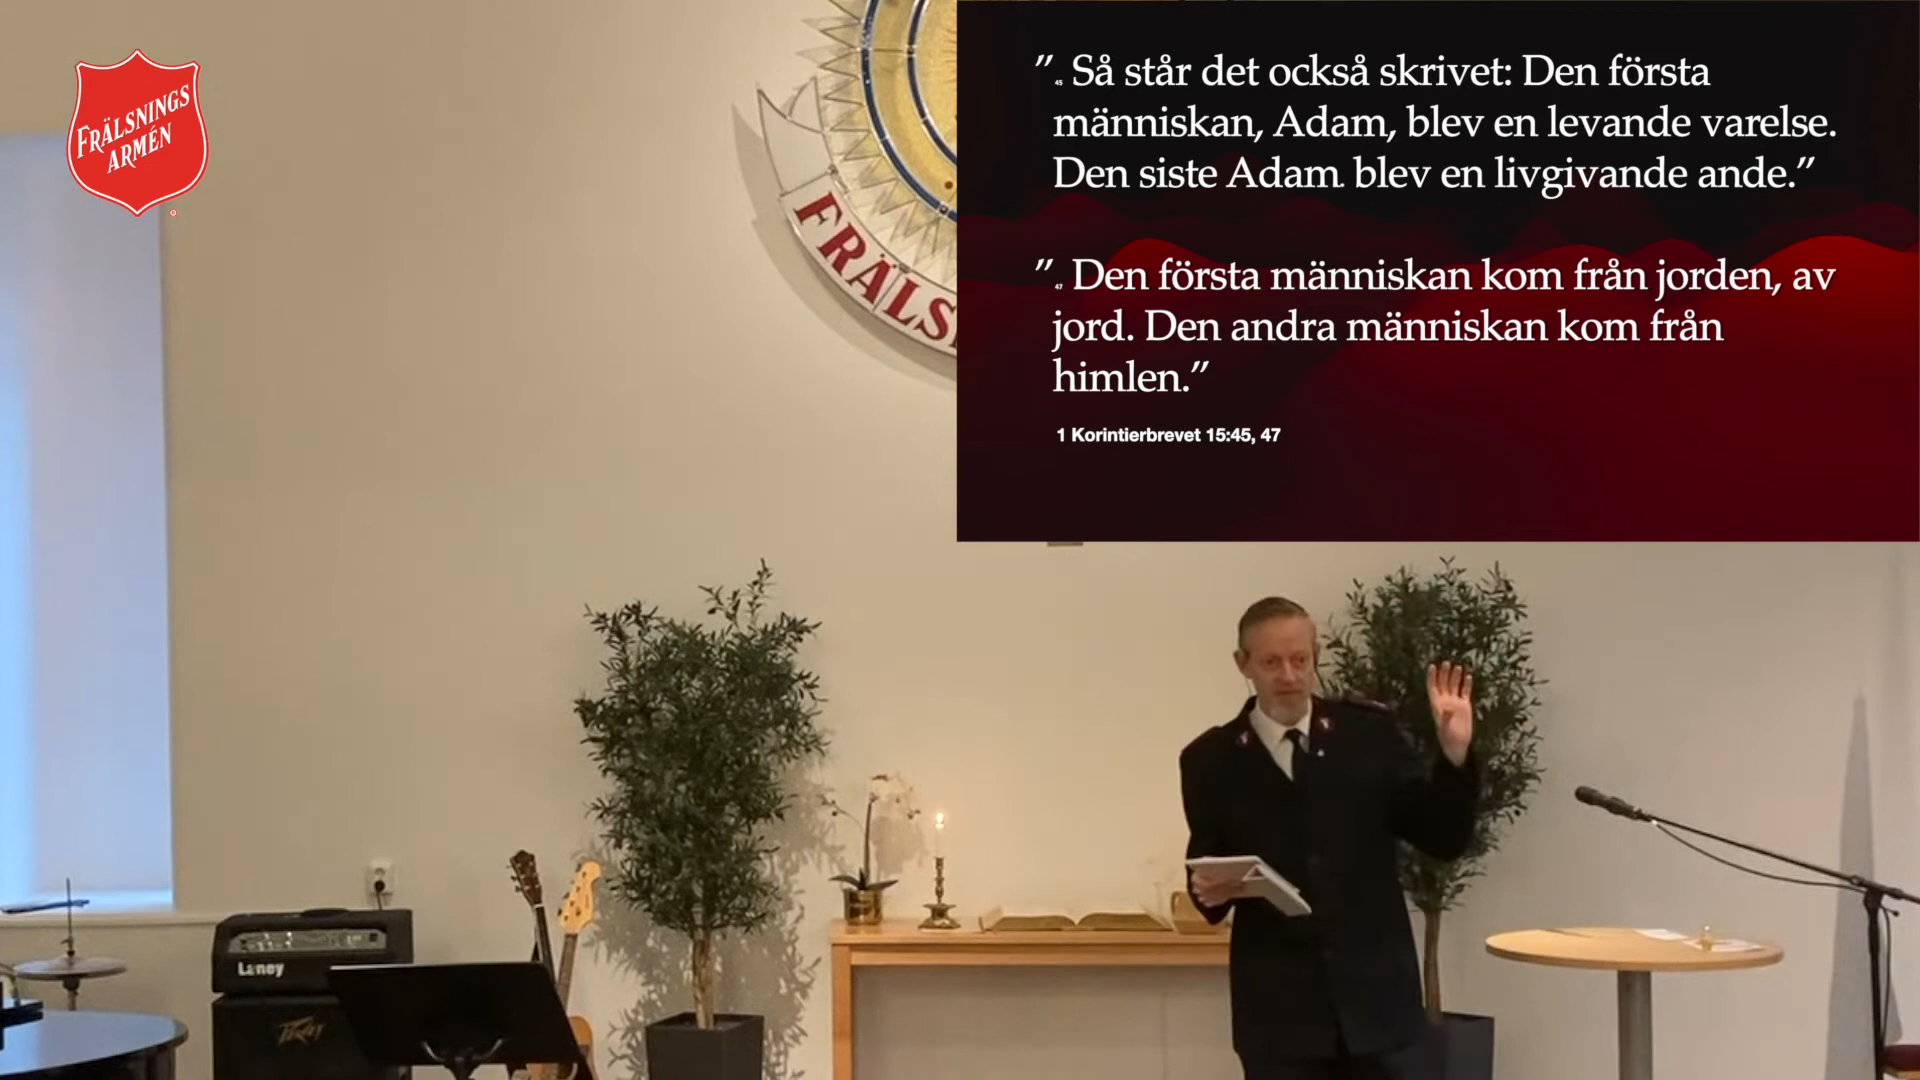 FRÄLSNINGS
ARMÉN
®
FRÄLS
”45 Så står det också skrivet: Den första
människan, Adam, blev en levande varelse.
Den siste Adam blev en livgivande ande.”
”47 Den första människan kom från jorden, av
jord. Den andra människan kom från
himlen.”
1 Korintierbrevet 15:45, 47
Laney
Peavey